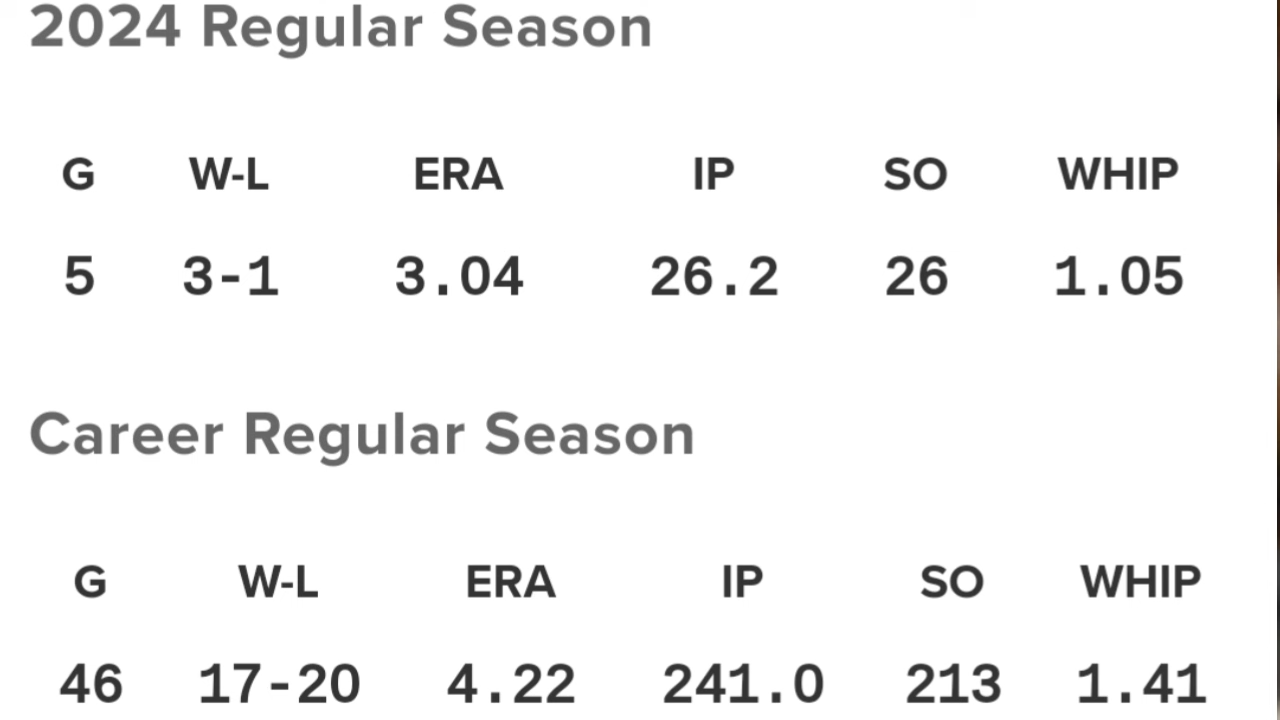 2024 Regular Season
G W-L ERA IP SO WHIP
5 3-1 3.04 26.2 26 1.05
Career Regular Season
G W-L ERA IP SO WHIP
46 17-20 4.22 241.0 213 1.41